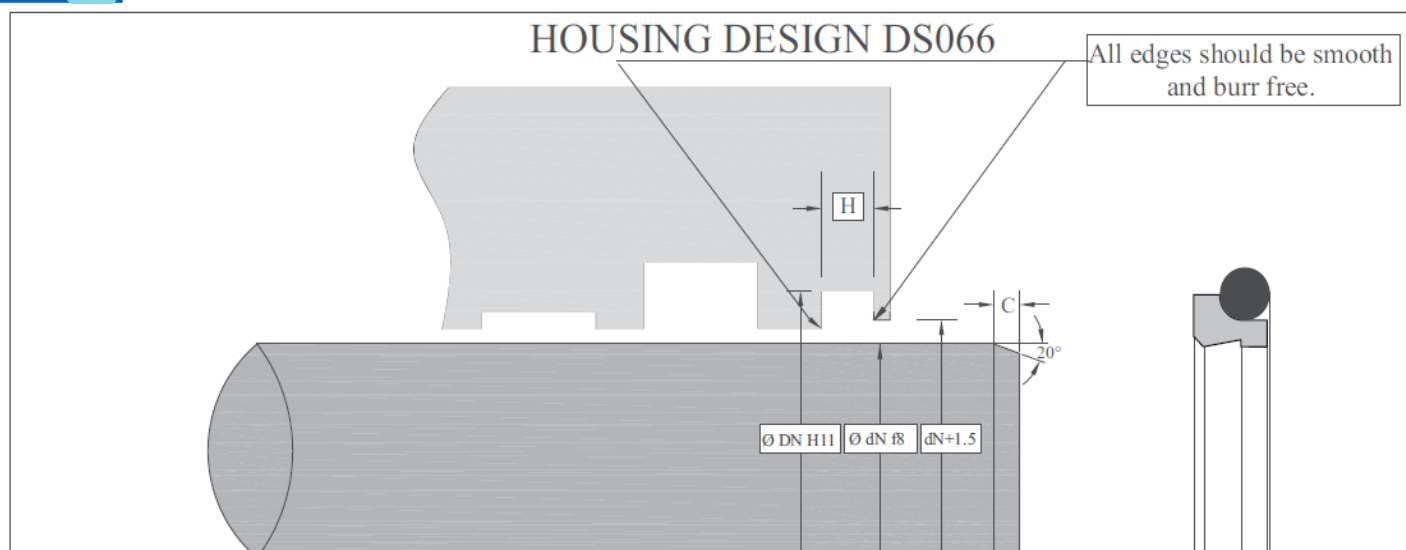 HOUSING DESIGN DS066
All edges should be smooth
and burr free.
H
C
20°
Ø DN H11
Ø dN f8
dN+1.5